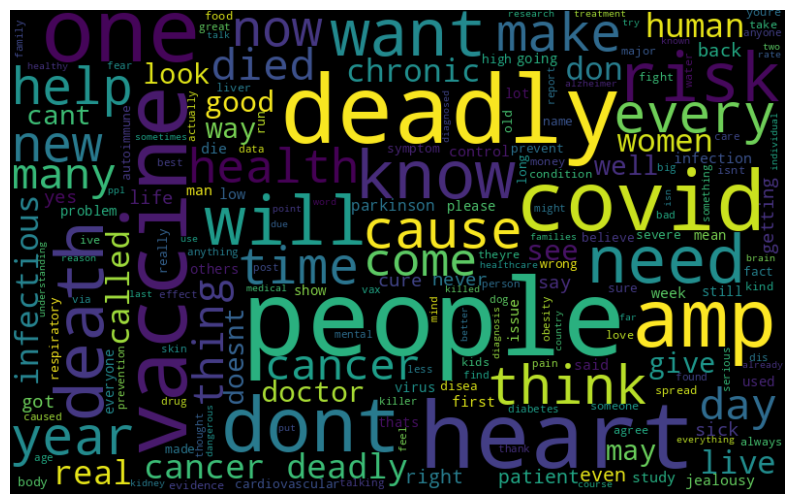 one
now
want
make
human
risk
help
died
chronic
don
look
good
cant
deadly
every
new
way
women
many
vaccine
health
know
well
covid
will
cause
see
need
time
come
infectious
death
called
thing
doesnt
people
amp
cancer
think
give
doctor
year
dont
heart
day
may
live
real
cancer deadly
right
patient
even
study
sick
jealousy
food
great
talk
research
treatment
try
youre
take
anyone
family
healthy
fear
high
going
major
known
two
rate
back
water
fight
liver
actually
run
lot
diagnosed
old
report
alzheimer
name
sometimes
die
data
autoimmune
best
symptom
control
prevent
money
long
condition
care
infection
isnt
individual
yes
ppl
man
low
life
parkinson
please
might
isn
big
something
getting
problem
word
point
due
families
believe
bad
severe
mean
ive
really
use
anything
others
post
cure
never
theyre
healthcare
say
wrong
sure
brain
fact
reason
understanding
via
last
effect
show
killer
vax
person
dog
issue
week
still
kind
respiratory
medical
mind
diagnosis
obesity
country
far
love
everyone
prevention
skin
mental
better
kids
said
pain
less
find
dis
already
found
used
serious
got
drug
dangerous
virus
disea
first
spread
caused
killer
diabetes
someone
made
thought
thats
feel
put
agree
everything
always
age
body
kidney
evidence
cardiovascular
talking
thank
course